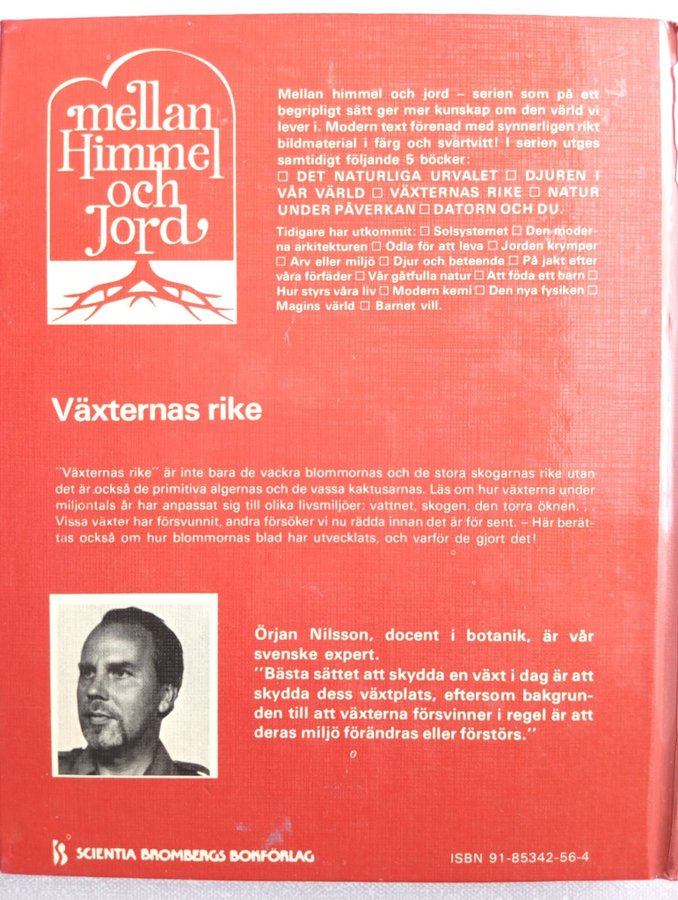 mellan
Himmel
och
Jord
Mellan himmel och jord – serien som på ett
begripligt sätt ger mer kunskap om den värld vi
lever i. Modern text förenad med synnerligen rikt
bildmaterial i färg och svartvitt! I serien utges
samtidigt följande 5 böcker:
□ DET NATURLIGA URVALET □ DJUREN I
VÅR VÄRLD □ VÄXTERNAS RIKE □ NATUR
UNDER PÅVERKAN □ DATORN OCH DU.
Tidigare har utkommit: □ Solsystemet □ Den moder-
na arkitekturen □ Odla för att leva □ Jorden krymper
□ Arv eller miljö □ Djur och beteende □ På jakt efter
våra förfäder □ Vår gåtfulla natur □ Att föda ett barn □
Hur styrs våra liv □ Modern kemi □ Den nya fysiken □
Magins värld □ Barnet vill.
Växternas rike
"Växternas rike" är inte bara de vackra blommornas och de stora skogarnas rike utan
det är också de primitiva algernas och de vassa kaktusarnas. Läs om hur växterna under
miljontals år har anpassat sig till olika livsmiljöer: vattnet, skogen, den torra öknen. . .
Vissa växter har försvunnit, andra försöker vi nu rädda innan det är för sent. – Här berät-
tas också om hur blommornas blad har utvecklats, och varför de gjort det!
Örjan Nilsson, docent i botanik, är vår
svenske expert.
"Bästa sättet att skydda en växt i dag är att
skydda dess växtplats, eftersom bakgrun-
den till att växterna försvinner i regel är att
deras miljö förändras eller förstörs."
SCIENTIA BROMBERGS BOKFÖRLAG
ISBN 91-85342-56-4